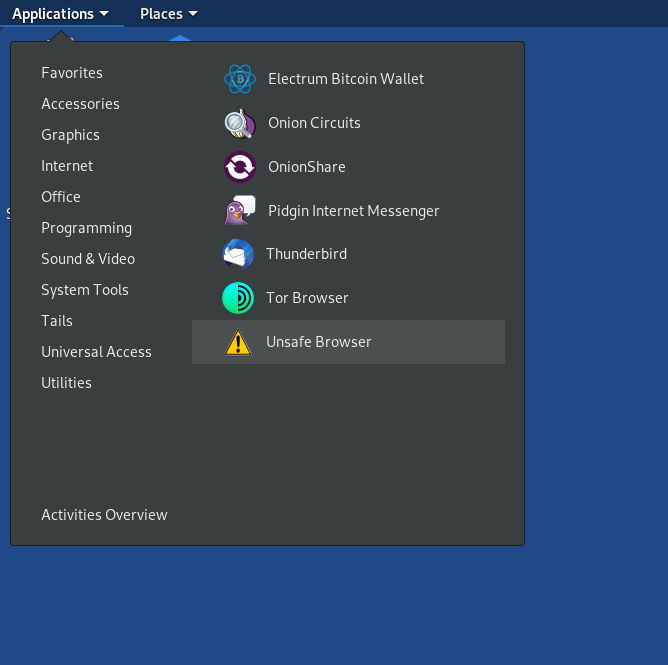 Applications Places
Favorites
Accessories
Graphics
Internet
Office
Programming
Sound & Video
System Tools
Tails
Universal Access
Utilities
Activities Overview
Electrum Bitcoin Wallet
Onion Circuits
OnionShare
Pidgin Internet Messenger
Thunderbird
Tor Browser
Unsafe Browser